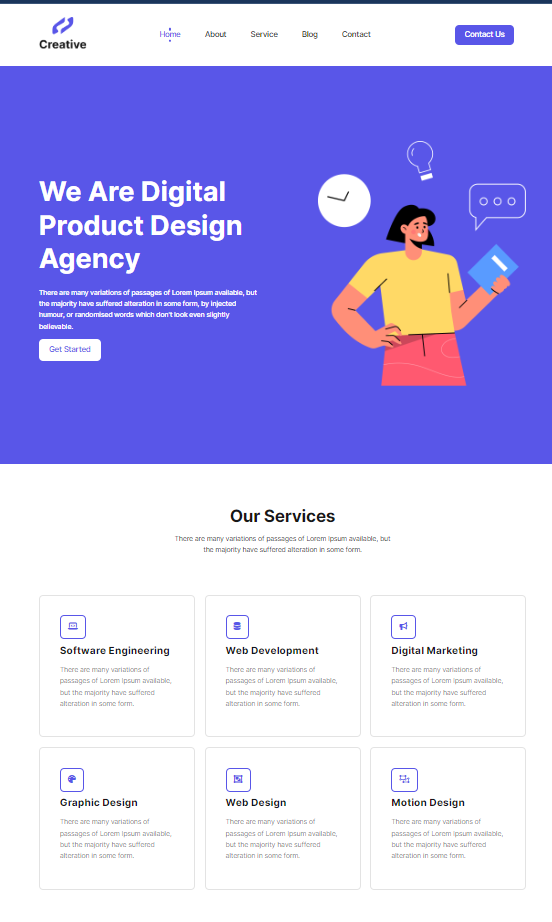 Creative
Home About Service Blog Contact
Contact Us
We Are Digital
Product Design
Agency
There are many variations of passages of Lorem Ipsum available, but
the majority have suffered alteration in some form, by injected
humour, or randomised words which don't look even slightly
believable.
Get Started
Our Services
There are many variations of passages of Lorem Ipsum available, but
the majority have suffered alteration in some form.
Software Engineering
There are many variations of
passages of Lorem Ipsum available,
but the majority have suffered
alteration in some form.
Web Development
There are many variations of
passages of Lorem Ipsum available,
but the majority have suffered
alteration in some form.
Digital Marketing
There are many variations of
passages of Lorem Ipsum available,
but the majority have suffered
alteration in some form.
Graphic Design
There are many variations of
passages of Lorem Ipsum available,
but the majority have suffered
alteration in some form.
Web Design
There are many variations of
passages of Lorem Ipsum available,
but the majority have suffered
alteration in some form.
Motion Design
There are many variations of
passages of Lorem Ipsum available,
but the majority have suffered
alteration in some form.